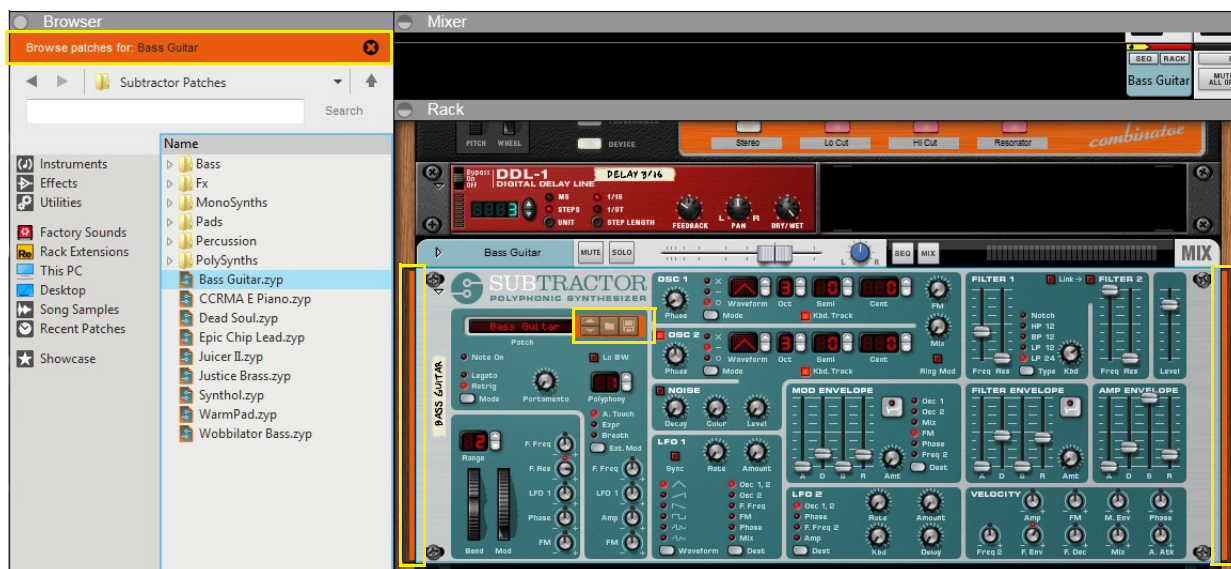 Browser
Browse patches for: Bass Guitar
Subtractor Patches
Search
Name
Instruments
Effects
Utilities
Factory Sounds
Re Rack Extensions
This PC
Desktop
Song Samples
Recent Patches
Showcase
Bass
Fx
MonoSynths
Pads
Percussion
PolySynths
Bass Guitar.zyp
CCRMA E Piano.zyp
Dead Soul.zyp
Epic Chip Lead.zyp
Juicer II.zyp
Justice Brass.zyp
Synthol.zyp
WarmPad.zyp
Wobbilator Bass.zyp
Mixer
SEQ RACK
Bass Guitar
Rack
PITCH WHEEL
DEVICE
Stereo Lo Cut Hi Cut Resonator
combinator
Bypass
On
Off
DDL-1
DIGITAL DELAY LINE
DELAY 3/16
3
MS
STEPS
UNIT
1/16
1/8T
STEP LENGTH
FEEDBACK
L PAN R
DRY/WET
Bass Guitar
MUTE SOLO
L R
SEQ MIX
MIX
BASS GUITAR
SUBTRACTOR
POLYPHONIC SYNTHESIZER
Bass Guitar
Patch
Note On
Legato
Retrig
Mode
Portamento
Lo BW
Polyphony
A. Touch
Expr
Breath
Ext. Mod
Range
Bend Mod
F. Freq
F. Res
LFO 1
Phase
FM
F. Freq
LFO 1
Amp
FM
OSC 1
Phase
Mode
Waveform Oct Semi Cent
Kbd. Track
FM
OSC 2
Phase
Mode
Waveform Oct Semi Cent
Kbd. Track
Mix
Ring Mod
NOISE
Decay Color Level
LFO 1
Sync Rate Amount
Waveform
Osc 1, 2
Osc 2
F. Freq
FM
Phase
Mix
Dest
MOD ENVELOPE
A D S R Amt
Osc 1
Osc 2
Mix
FM
Phase
Freq 2
Dest
LFO 2
Osc 1, 2
Phase
F. Freq 2
Amp
Dest
Rate Amount
Kbd Delay
FILTER 1
Link
FILTER 2
Notch
HP 12
BP 12
LP 12
LP 24
Freq Res Type Kbd
Freq Res
Level
FILTER ENVELOPE
A D S R Amt
AMP ENVELOPE
A D S R
VELOCITY
Amp FM M. Env Phase
Freq 2 F. Env F. Dec Mix A. Atk